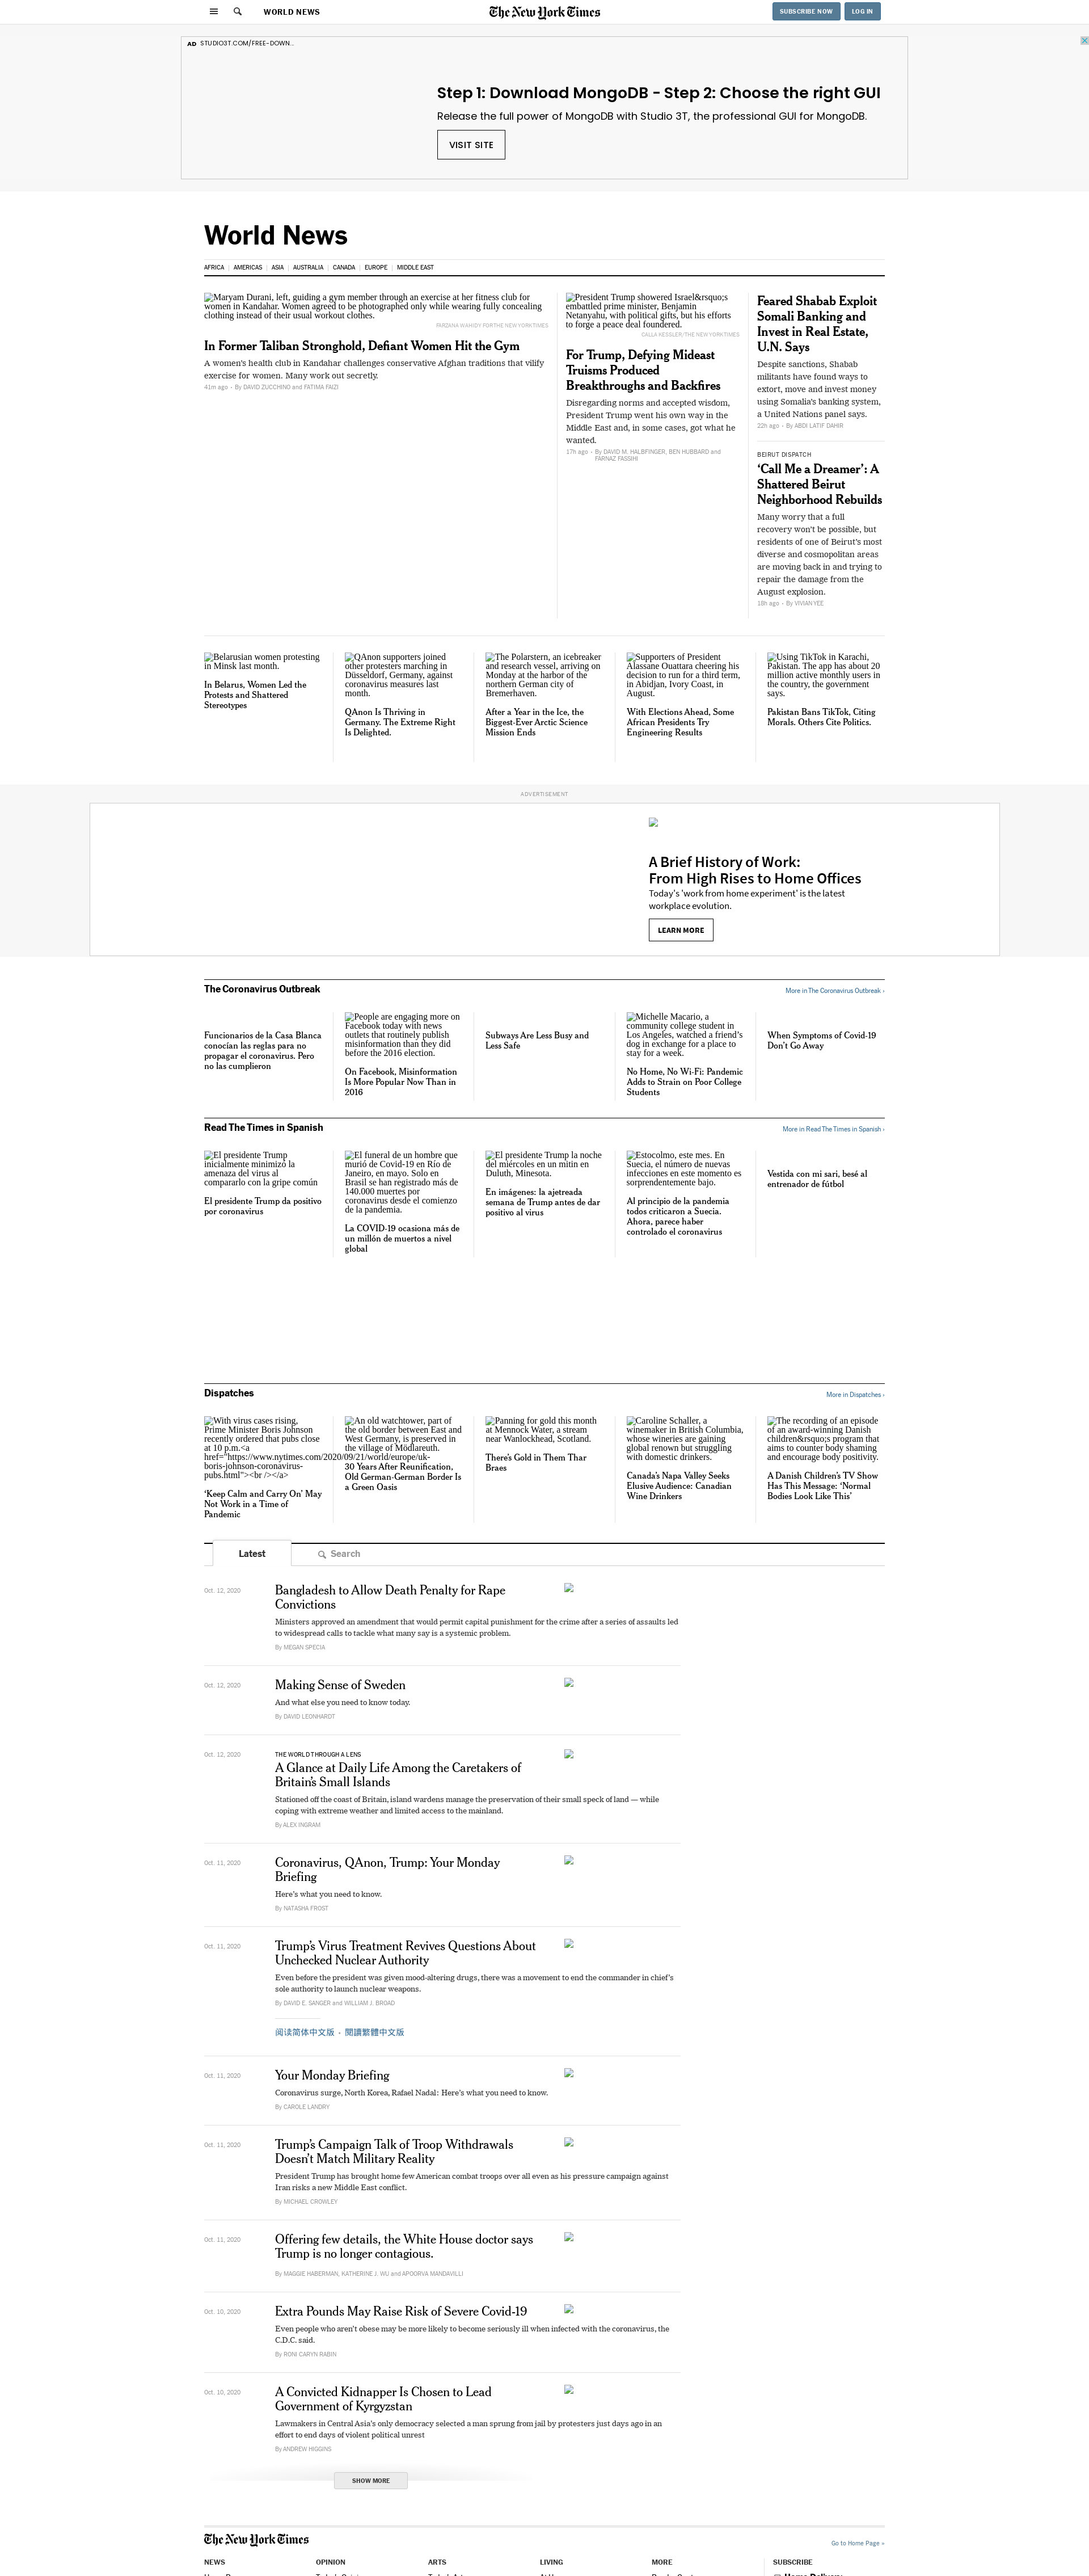 WORLD NEWS
The New York Times
SUBSCRIBE NOW
LOG IN
AD STUDIO3T.COM/FREE-DOWN...
Step 1: Download MongoDB - Step 2: Choose the right GUI
Release the full power of MongoDB with Studio 3T, the professional GUI for MongoDB.
VISIT SITE
World News
AFRICA
AMERICAS
ASIA
AUSTRALIA
CANADA
EUROPE
MIDDLE EAST
Maryam Durani, left, guiding a gym member through an exercise at her fitness club for
women in Kandahar. Women agreed to be photographed only while wearing fully concealing
clothing instead of their usual workout clothes.
FARZANA WAHIDY FOR THE NEW YORK TIMES
In Former Taliban Stronghold, Defiant Women Hit the Gym
A women's health club in Kandahar challenges conservative Afghan traditions that vilify
exercise for women. Many work out secretly.
41m ago • By DAVID ZUCCHINO and FATIMA FAIZI
President Trump showered Israel&rsquo;s
embattled prime minister, Benjamin
Netanyahu, with political gifts, but his efforts
to forge a peace deal foundered.
CALLA KESSLER/THE NEW YORK TIMES
For Trump, Defying Mideast
Truisms Produced
Breakthroughs and Backfires
Disregarding norms and accepted wisdom,
President Trump went his own way in the
Middle East and, in some cases, got what he
wanted.
17h ago • By DAVID M. HALBFINGER, BEN HUBBARD and
FARNAZ FASSIHI
Feared Shabab Exploit
Somali Banking and
Invest in Real Estate,
U.N. Says
Despite sanctions, Shabab
militants have found ways to
extort, move and invest money
using Somalia's banking system,
a United Nations panel says.
22h ago • By ABDI LATIF DAHIR
BEIRUT DISPATCH
‘Call Me a Dreamer’: A
Shattered Beirut
Neighborhood Rebuilds
Many worry that a full
recovery won't be possible, but
residents of one of Beirut's most
diverse and cosmopolitan areas
are moving back in and trying to
repair the damage from the
August explosion.
18h ago • By VIVIAN YEE
Belarusian women protesting
in Minsk last month.
In Belarus, Women Led the
Protests and Shattered
Stereotypes
QAnon supporters joined
other protesters marching in
Düsseldorf, Germany, against
coronavirus measures last
month.
QAnon Is Thriving in
Germany. The Extreme Right
Is Delighted.
The Polarstern, an icebreaker
and research vessel, arriving on
Monday at the harbor of the
northern German city of
Bremerhaven.
After a Year in the Ice, the
Biggest-Ever Arctic Science
Mission Ends
Supporters of President
Alassane Ouattara cheering his
decision to run for a third term,
in Abidjan, Ivory Coast, in
August.
With Elections Ahead, Some
African Presidents Try
Engineering Results
Using TikTok in Karachi,
Pakistan. The app has about 20
million active monthly users in
the country, the government
says.
Pakistan Bans TikTok, Citing
Morals. Others Cite Politics.
ADVERTISEMENT
A Brief History of Work:
From High Rises to Home Offices
Today's 'work from home experiment' is the latest
workplace evolution.
LEARN MORE
The Coronavirus Outbreak
More in The Coronavirus Outbreak ›
Funcionarios de la Casa Blanca
conocían las reglas para no
propagar el coronavirus. Pero
no las cumplieron
People are engaging more on
Facebook today with news
outlets that routinely publish
misinformation than they did
before the 2016 election.
On Facebook, Misinformation
Is More Popular Now Than in
2016
Subways Are Less Busy and
Less Safe
Michelle Macario, a
community college student in
Los Angeles, watched a friend’s
dog in exchange for a place to
stay for a week.
No Home, No Wi-Fi: Pandemic
Adds to Strain on Poor College
Students
When Symptoms of Covid-19
Don’t Go Away
Read The Times in Spanish
More in Read The Times in Spanish ›
El presidente Trump
inicialmente minimizó la
amenaza del virus al
compararlo con la gripe común
El presidente Trump da positivo
por coronavirus
El funeral de un hombre que
murió de Covid-19 en Río de
Janeiro, en mayo. Solo en
Brasil se han registrado más de
140.000 muertes por
coronavirus desde el comienzo
de la pandemia.
La COVID-19 ocasiona más de
un millón de muertos a nivel
global
El presidente Trump la noche
del miércoles en un mitin en
Duluth, Minesota.
En imágenes: la ajetreada
semana de Trump antes de dar
positivo al virus
Estocolmo, este mes. En
Suecia, el número de nuevas
infecciones en este momento es
sorprendentemente bajo.
Al principio de la pandemia
todos criticaron a Suecia.
Ahora, parece haber
controlado el coronavirus
Vestida con mi sari, besé al
entrenador de fútbol
Dispatches
More in Dispatches ›
With virus cases rising,
Prime Minister Boris Johnson
recently ordered that pubs close
at 10 p.m.<a
href="https://www.nytimes.com/2020/09/21/world/europe/uk-
boris-johnson-coronavirus-
pubs.html"><br /></a>
‘Keep Calm and Carry On’ May
Not Work in a Time of
Pandemic
An old watchtower, part of
the old border between East and
West Germany, is preserved in
the village of Mödlareuth.
30 Years After Reunification,
Old German-German Border Is
a Green Oasis
Panning for gold this month
at Mennock Water, a stream
near Wanlockhead, Scotland.
There’s Gold in Them Thar
Braes
Caroline Schaller, a
winemaker in British Columbia,
whose wineries are gaining
global renown but struggling
with domestic drinkers.
Canada’s Napa Valley Seeks
Elusive Audience: Canadian
Wine Drinkers
The recording of an episode
of an award-winning Danish
children&rsquo;s program that
aims to counter body shaming
and encourage body positivity.
A Danish Children’s TV Show
Has This Message: ‘Normal
Bodies Look Like This’
Latest
Search
Oct. 12, 2020
Bangladesh to Allow Death Penalty for Rape
Convictions
Ministers approved an amendment that would permit capital punishment for the crime after a series of assaults led
to widespread calls to tackle what many say is a systemic problem.
By MEGAN SPECIA
Oct. 12, 2020
Making Sense of Sweden
And what else you need to know today.
By DAVID LEONHARDT
Oct. 12, 2020
THE WORLD THROUGH A LENS
A Glance at Daily Life Among the Caretakers of
Britain’s Small Islands
Stationed off the coast of Britain, island wardens manage the preservation of their small speck of land — while
coping with extreme weather and limited access to the mainland.
By ALEX INGRAM
Oct. 11, 2020
Coronavirus, QAnon, Trump: Your Monday
Briefing
Here’s what you need to know.
By NATASHA FROST
Oct. 11, 2020
Trump’s Virus Treatment Revives Questions About
Unchecked Nuclear Authority
Even before the president was given mood-altering drugs, there was a movement to end the commander in chief’s
sole authority to launch nuclear weapons.
By DAVID E. SANGER and WILLIAM J. BROAD
阅读简体中文版 • 閱讀繁體中文版
Oct. 11, 2020
Your Monday Briefing
Coronavirus surge, North Korea, Rafael Nadal: Here’s what you need to know.
By CAROLE LANDRY
Oct. 11, 2020
Trump’s Campaign Talk of Troop Withdrawals
Doesn’t Match Military Reality
President Trump has brought home few American combat troops over all even as his pressure campaign against
Iran risks a new Middle East conflict.
By MICHAEL CROWLEY
Oct. 11, 2020
Offering few details, the White House doctor says
Trump is no longer contagious.
By MAGGIE HABERMAN, KATHERINE J. WU and APOORVA MANDAVILLI
Oct. 10, 2020
Extra Pounds May Raise Risk of Severe Covid-19
Even people who aren’t obese may be more likely to become seriously ill when infected with the coronavirus, the
C.D.C. said.
By RONI CARYN RABIN
Oct. 10, 2020
A Convicted Kidnapper Is Chosen to Lead
Government of Kyrgyzstan
Lawmakers in Central Asia’s only democracy selected a man sprung from jail by protesters just days ago in an
effort to end days of violent political unrest
By ANDREW HIGGINS
SHOW MORE
The New York Times
Go to Home Page »
NEWS
OPINION
ARTS
LIVING
MORE
SUBSCRIBE